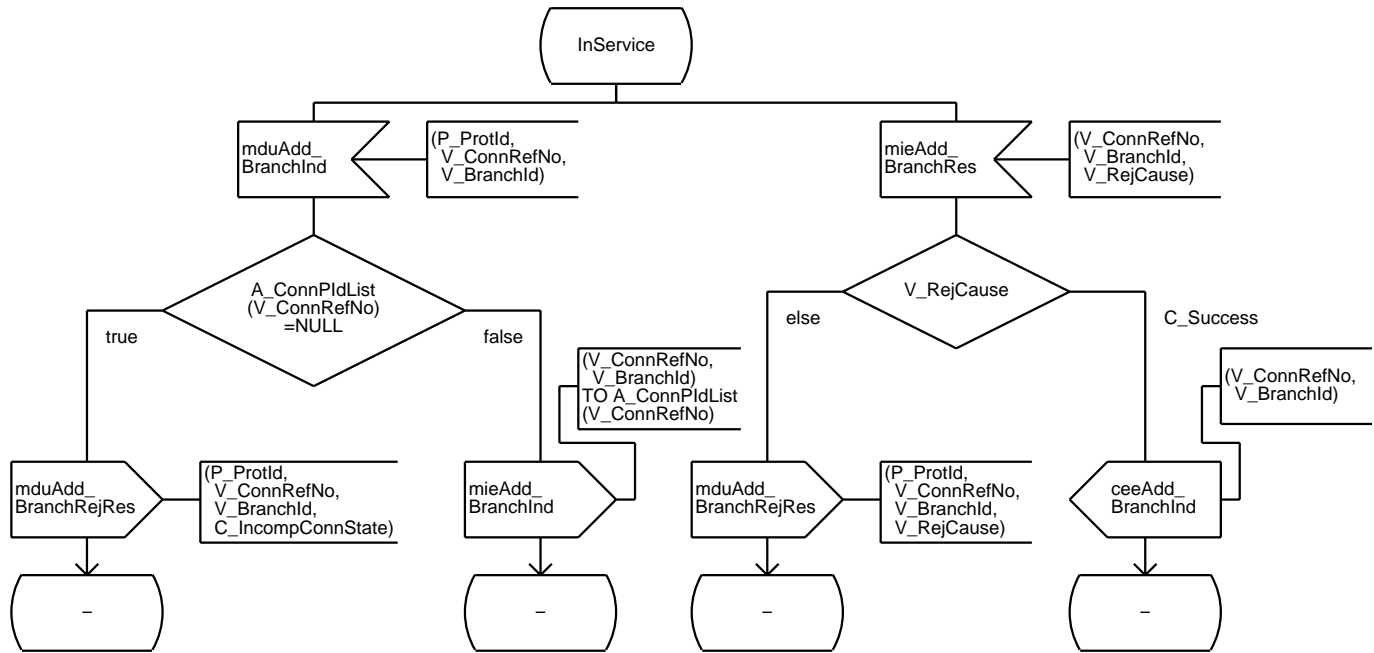 InService
mduAdd_
BranchInd
(P_ProtId,
V_ConnRefNo,
V_BranchId)
mieAdd_
BranchRes
(V_ConnRefNo,
V_BranchId,
V_RejCause)
A_ConnPIdList
(V_ConnRefNo)
=NULL
true
false
V_RejCause
else
C_Success
(V_ConnRefNo,
V_BranchId)
TO A_ConnPIdList
(V_ConnRefNo)
(V_ConnRefNo,
V_BranchId)
mduAdd_
BranchRejRes
(P_ProtId,
V_ConnRefNo,
V_BranchId,
C_IncompConnState)
mieAdd_
BranchInd
mduAdd_
BranchRejRes
(P_ProtId,
V_ConnRefNo,
V_BranchId,
V_RejCause)
ceeAdd_
BranchInd
–
–
–
–